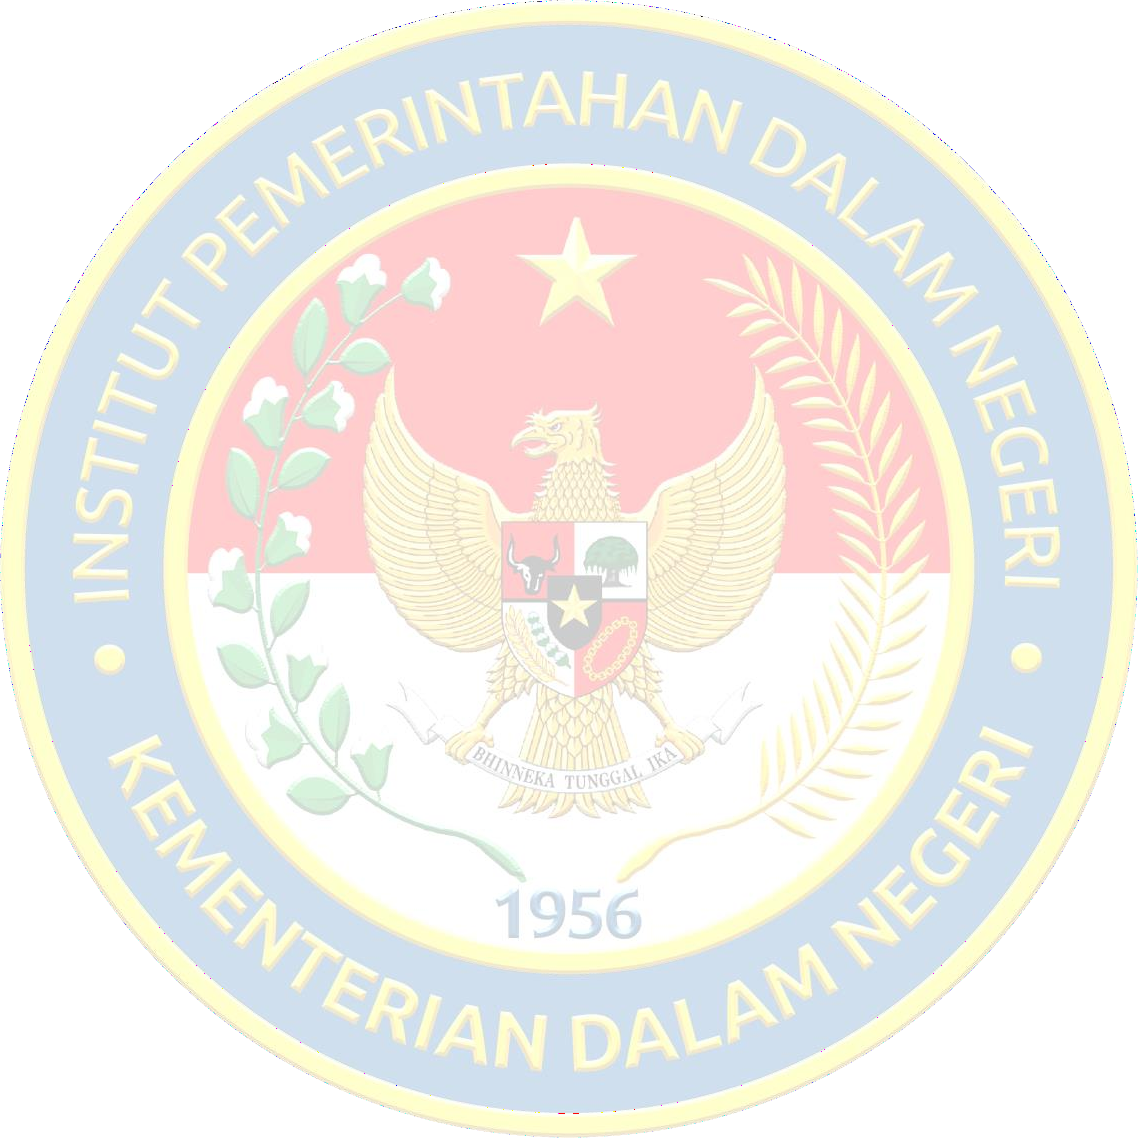 INSTITUT PEMERINTAHAN DALAM NEGERI
BHINNEKA TUNGGAL IKA
1956
KEMENTERIAN DALAM NEGERI